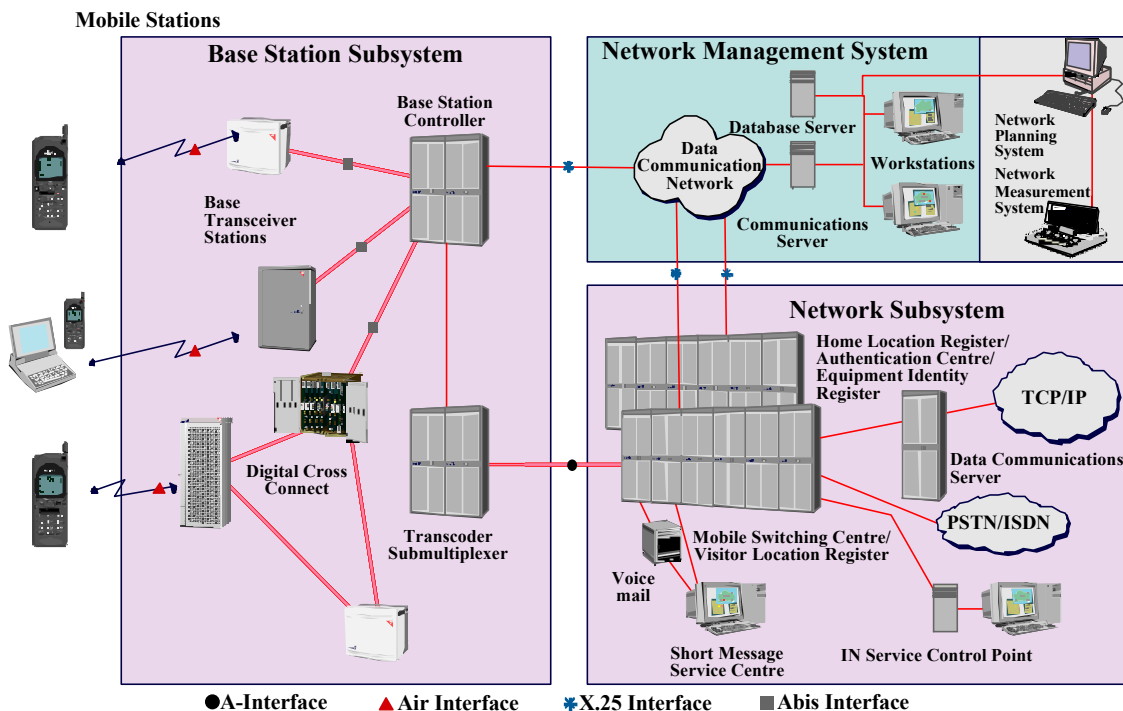 Mobile Stations
Base Station Subsystem
Base Station
Controller
Base
Transceiver
Stations
Digital Cross
Connect
Transcoder
Submultiplexer
Network Management System
Data
Communication
Network
Database Server
Workstations
Communications
Server
Network
Planning
System
Network
Measurement
System
Network Subsystem
Home Location Register/
Authentication Centre/
Equipment Identity
Register
TCP/IP
Data Communications
Server
PSTN/ISDN
Mobile Switching Centre/
Visitor Location Register
Voice
mail
Short Message
Service Centre
IN Service Control Point
A-Interface
Air Interface
X.25 Interface
Abis Interface